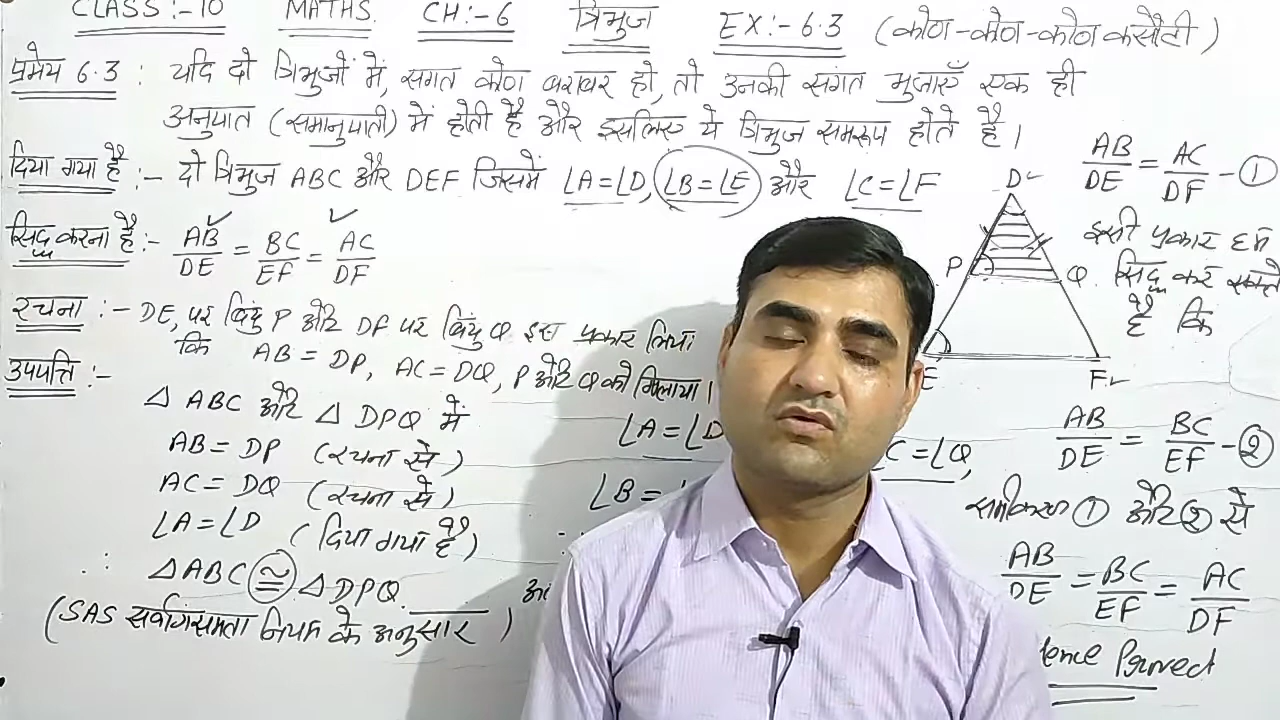 CLASS:-10 MATHS. CH:-6 त्रिभुज EX:-6.3 (कोण-कोण-कोण कसौटी)
प्रमेय 6.3 : यदि दो त्रिभुजों में, संगत कोण बराबर हो, तो उनकी संगत भुजाएँ एक ही
अनुपात (समानुपाती) में होती है और इसलिए ये त्रिभुज समरूप होते है।
दिया गया है :- दो त्रिभुज ABC और DEF जिसमें ∠A=∠D, ∠B=∠E और ∠C=∠F
सिद्ध करना है:- AB/DE = BC/EF = AC/DF
रचना :- DE, पर बिंदु P और DF पर बिंदु Q इस प्रकार लिया
कि AB = DP, AC = DQ, P और Q को मिलाया।
उपपत्ति :-
△ ABC और △ DPQ में
AB = DP (रचना से)
AC = DQ (रचना से)
∠A=∠D (दिया गया है)
∴ △ABC ≅ △DPQ
(SAS सर्वांगसमता नियम के अनुसार)
∠A=∠D
∠C=∠Q,
∠B =
D
P Q
E F
AB/DE = AC/DF -①
इसी प्रकार हम
सिद्ध कर सकते
है कि
AB/DE = BC/EF -②
समीकरण ① और ② से
AB/DE = BC/EF = AC/DF
Proved